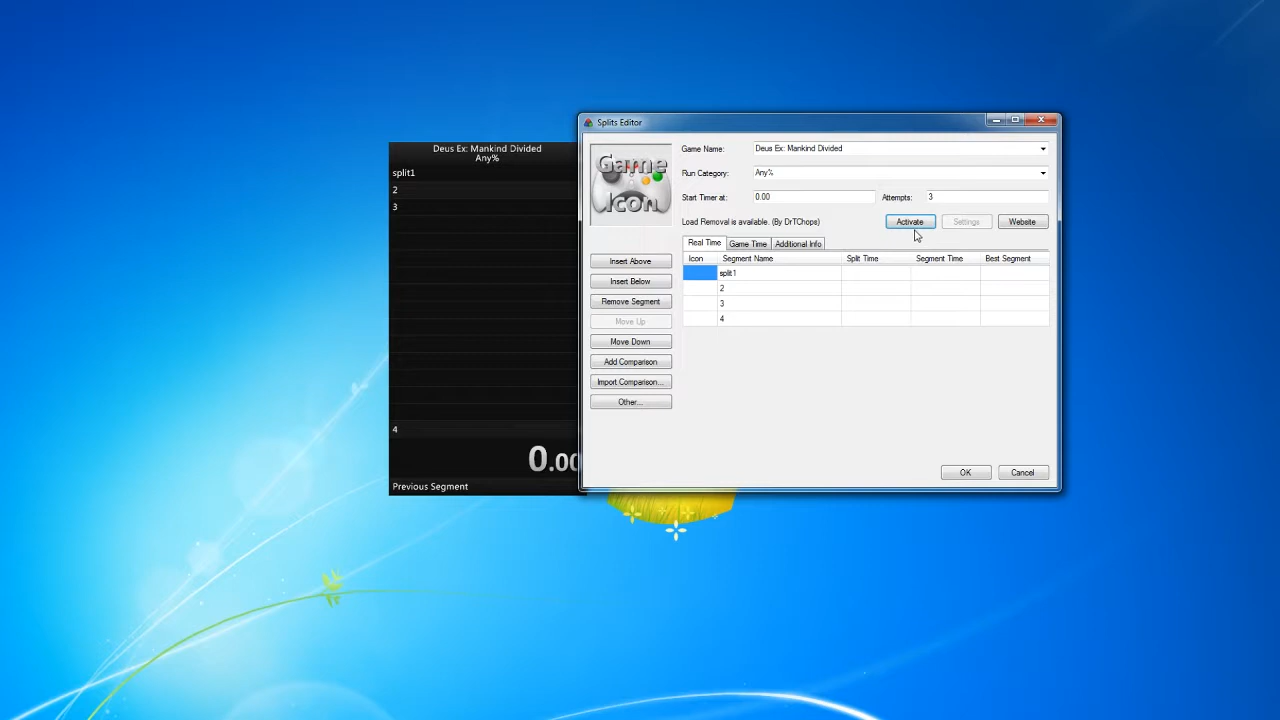 Deus Ex: Mankind Divided
Any%
split1
2
3
4
0.00
Previous Segment
Splits Editor
Game Icon
Game Name:
Deus Ex: Mankind Divided
Run Category:
Any%
Start Timer at:
0.00
Attempts:
3
Load Removal is available. (By DrTChops)
Activate
Settings
Website
Real Time
Game Time
Additional Info
Icon
Segment Name
Split Time
Segment Time
Best Segment
split1
2
3
4
Insert Above
Insert Below
Remove Segment
Move Up
Move Down
Add Comparison
Import Comparison...
Other...
OK
Cancel